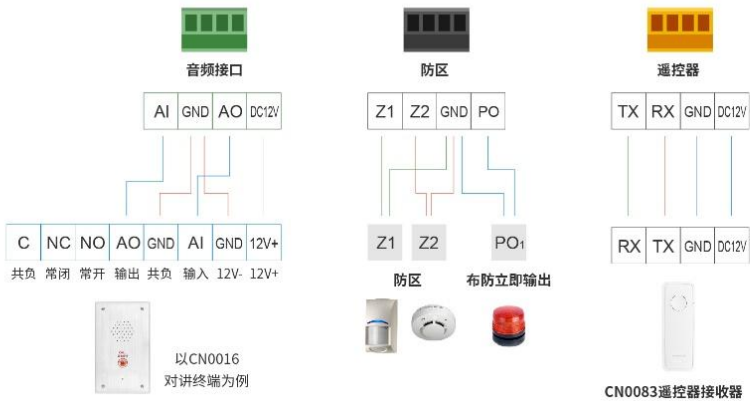 音频接口
AI GND AO DC12V
C NC NO AO GND AI GND 12V+
共负 常闭 常开 输出 共负 输入 12V- 12V+
以CN0016
对讲终端为例
防区
Z1 Z2 GND PO
Z1 Z2 PO1
防区 布防立即输出
遥控器
TX RX GND DC12V
RX TX GND DC12V
CN0083遥控器接收器